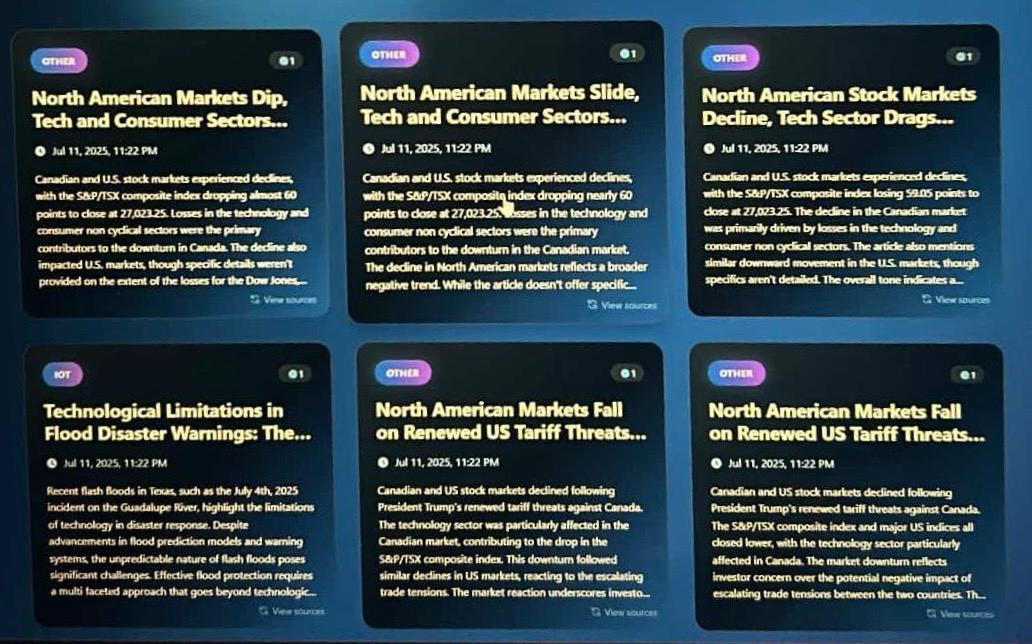 OTHER
1
North American Markets Dip,
Tech and Consumer Sectors...
Jul 11, 2025, 11:22 PM
Canadian and U.S. stock markets experienced declines,
with the S&P/TSX composite index dropping almost 60
points to close at 27,023.25. Losses in the technology and
consumer non cyclical sectors were the primary
contributors to the downturn in Canada. The decline also
impacted U.S. markets, though specific details weren't
provided on the extent of the losses for the Dow Jones,...
View sources
OTHER
1
North American Markets Slide,
Tech and Consumer Sectors...
Jul 11, 2025, 11:22 PM
Canadian and U.S. stock markets experienced declines,
with the S&P/TSX composite index dropping nearly 60
points to close at 27,023.25. Losses in the technology and
consumer non cyclical sectors were the primary
contributors to the downturn in the Canadian market.
The decline in North American markets reflects a broader
negative trend. While the article doesn't offer specific...
View sources
OTHER
1
North American Stock Markets
Decline, Tech Sector Drags...
Jul 11, 2025, 11:22 PM
Canadian and U.S. stock markets experienced declines,
with the S&P/TSX composite index losing 59.05 points to
close at 27,023.25. The decline in the Canadian market
was primarily driven by losses in the technology and
consumer non cyclical sectors. The article also mentions
similar downward movement in the U.S. markets, though
specifics aren't detailed. The overall tone indicates a...
View sources
IOT
1
Technological Limitations in
Flood Disaster Warnings: The...
Jul 11, 2025, 11:22 PM
Recent flash floods in Texas, such as the July 4th, 2025
incident on the Guadalupe River, highlight the limitations
of technology in disaster response. Despite
advancements in flood prediction models and warning
systems, the unpredictable nature of flash floods poses
significant challenges. Effective flood protection requires
a multi faceted approach that goes beyond technologic...
View sources
OTHER
1
North American Markets Fall
on Renewed US Tariff Threats...
Jul 11, 2025, 11:22 PM
Canadian and US stock markets declined following
President Trump's renewed tariff threats against Canada.
The technology sector was particularly affected in the
Canadian market, contributing to the drop in the
S&P/TSX composite index. This downturn followed
similar declines in US markets, reacting to the escalating
trade tensions. The market reaction underscores investo...
View sources
OTHER
1
North American Markets Fall
on Renewed US Tariff Threats...
Jul 11, 2025, 11:22 PM
Canadian and US stock markets declined following
President Trump's renewed tariff threats against Canada.
The S&P/TSX composite index and major US indices all
closed lower, with the technology sector particularly
affected in Canada. The market downturn reflects
investor concern over the potential negative impact of
escalating trade tensions between the two countries. Th...
View sources